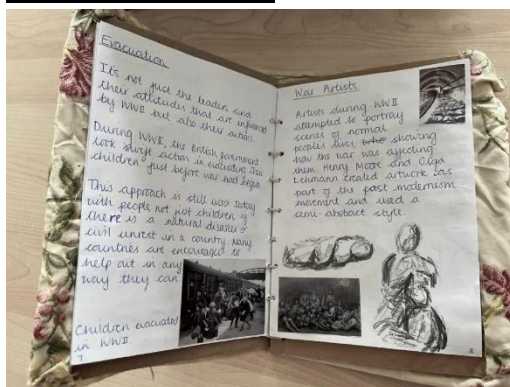 Evacuation
It's not just the leaders and
their attitudes that are influenced
by WWII but also their actions.
During WWII, the British government
took swift action in evacuating
children just before war had begun.
This approach is still used today
with people not just children if
there is a natural disaster or
civil unrest in a country. Many
countries are encouraged to
help out in any
way they can.
Children evacuated
in WWII.
7
War Artists
Artists during WWII
attempted to portray
scenes of normal
people's lives, showing
how the war was affecting
them. Henry Moore and Olga
Lehmann created artwork as
part of the post modernism
movement and used a
semi-abstract style.
8